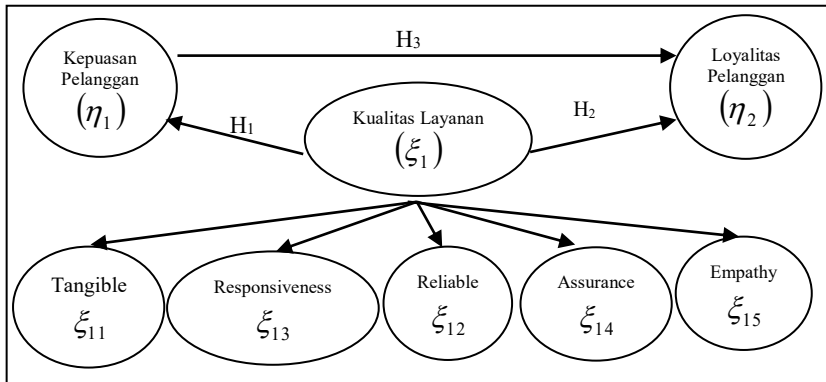 Kepuasan
Pelanggan
(η₁)
H₃
Loyalitas
Pelanggan
(η₂)
H₁
Kualitas Layanan
(ξ₁)
H₂
Tangible
ξ₁₁
Responsiveness
ξ₁₃
Reliable
ξ₁₂
Assurance
ξ₁₄
Empathy
ξ₁₅